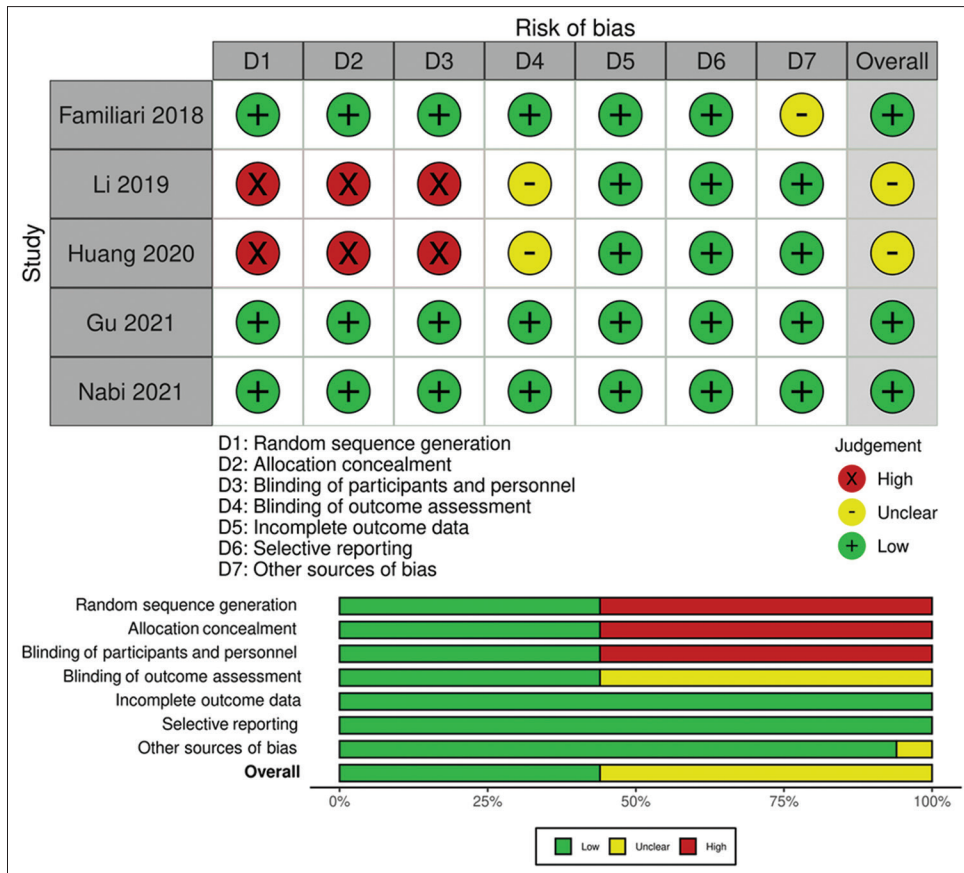 Risk of bias
D1 D2 D3 D4 D5 D6 D7 Overall
Study
Familiari 2018 + + + + + + - +
Li 2019 X X X - + + + -
Huang 2020 X X X - + + + -
Gu 2021 + + + + + + + +
Nabi 2021 + + + + + + + +
D1: Random sequence generation
D2: Allocation concealment
D3: Blinding of participants and personnel
D4: Blinding of outcome assessment
D5: Incomplete outcome data
D6: Selective reporting
D7: Other sources of bias
Judgement
X High
- Unclear
+ Low
Random sequence generation
Allocation concealment
Blinding of participants and personnel
Blinding of outcome assessment
Incomplete outcome data
Selective reporting
Other sources of bias
Overall
0% 25% 50% 75% 100%
Low Unclear High